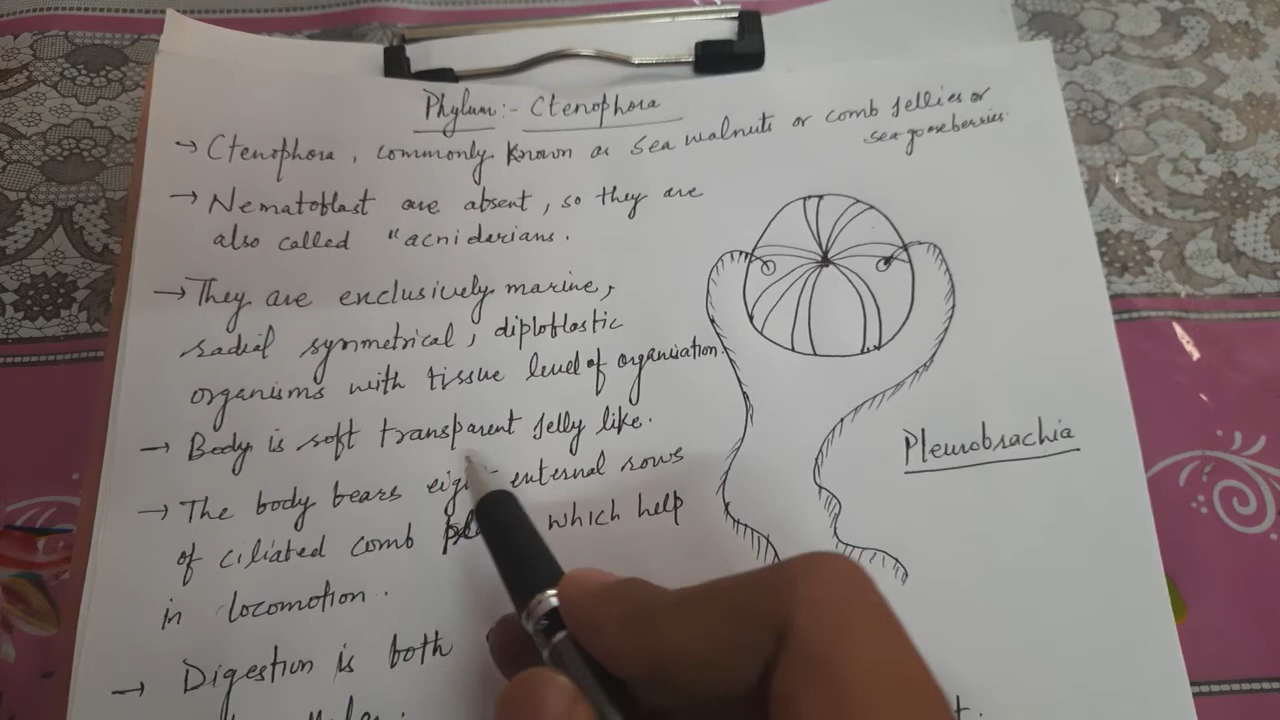 Phylum:- Ctenophora
→ Ctenophora, commonly known as sea walnuts or comb jellies or
sea gooseberries.
→ Nematoblast are absent, so they are
also called "acnidarians.
→ They are exclusively marine,
radial symmetrical, diploblastic
organisms with tissue level of organisation.
→ Body is soft transparent jelly like.
→ The body bears external rows
of ciliated comb which help
in locomotion.
→ Digestion is both
Pleurobrachia